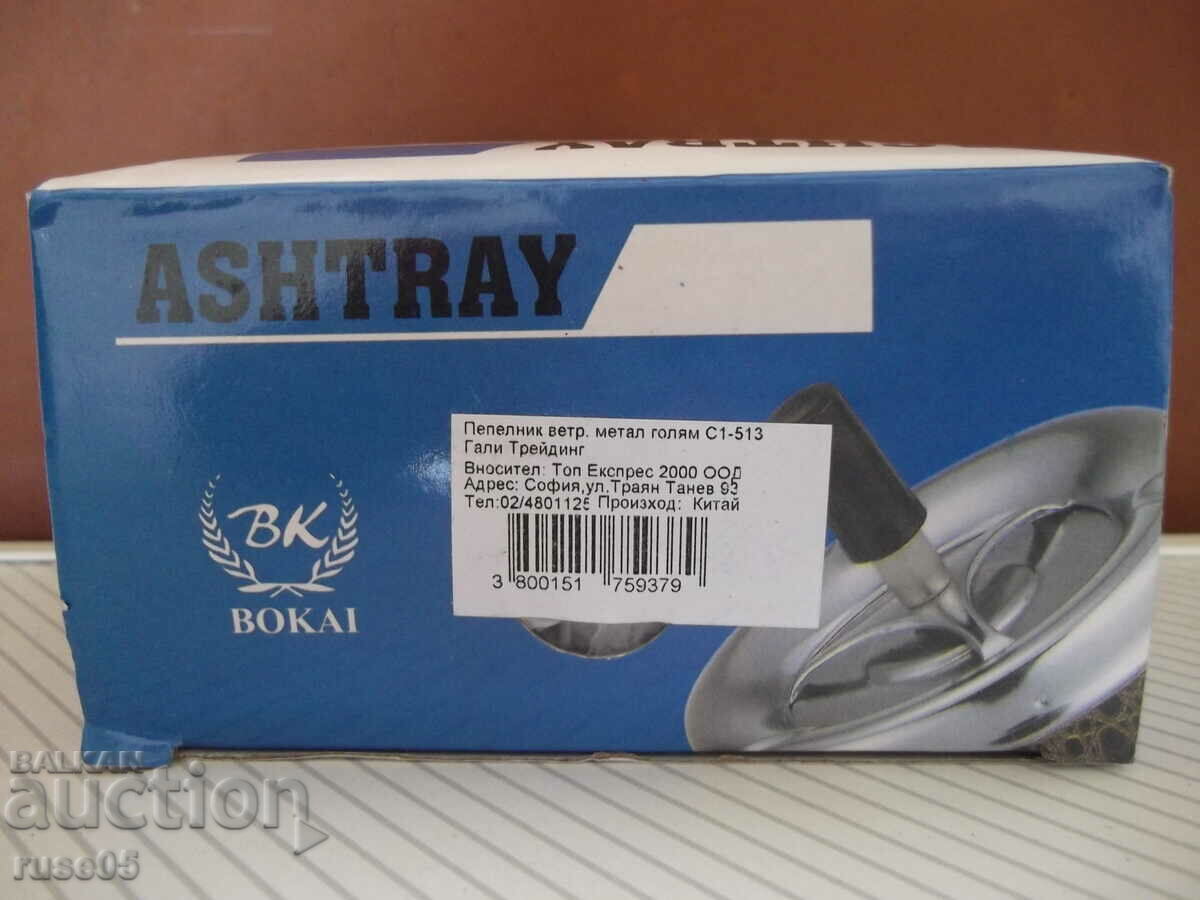 ASHTRAY
Пепелник ветр. метал голям С1-513
Гали Трейдинг
Вносител: Топ Експрес 2000 ООД
Адрес: София,ул.Траян Танев 93
Тел:02/4801125 Произход: Китай
3 800151 759379
BK
BOKAI
BALKAN
auction
ruse05